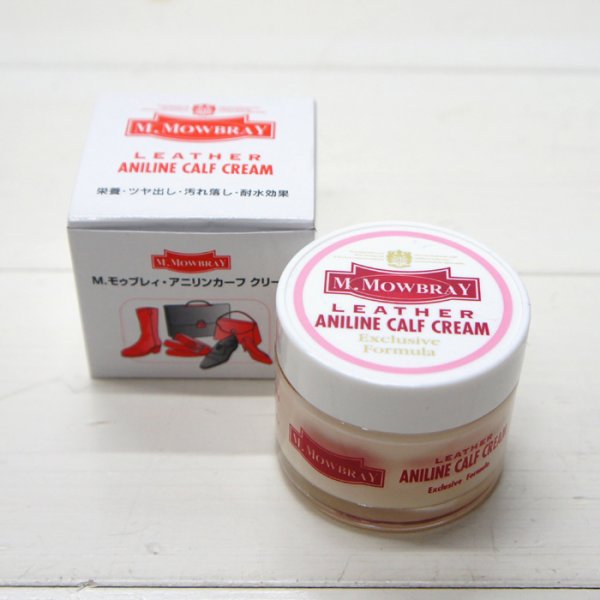 M. MOWBRAY
LEATHER
ANILINE CALF CREAM
栄養・ツヤ出し・汚れ落し・耐水効果
M. MOWBRAY
M.モゥブレィ・アニリンカーフ クリー
M. MOWBRAY
LEATHER
ANILINE CALF CREAM
Exclusive
Formula
M. MOWBRAY
LEATHER
ANILINE CALF CREAM
Exclusive Formula